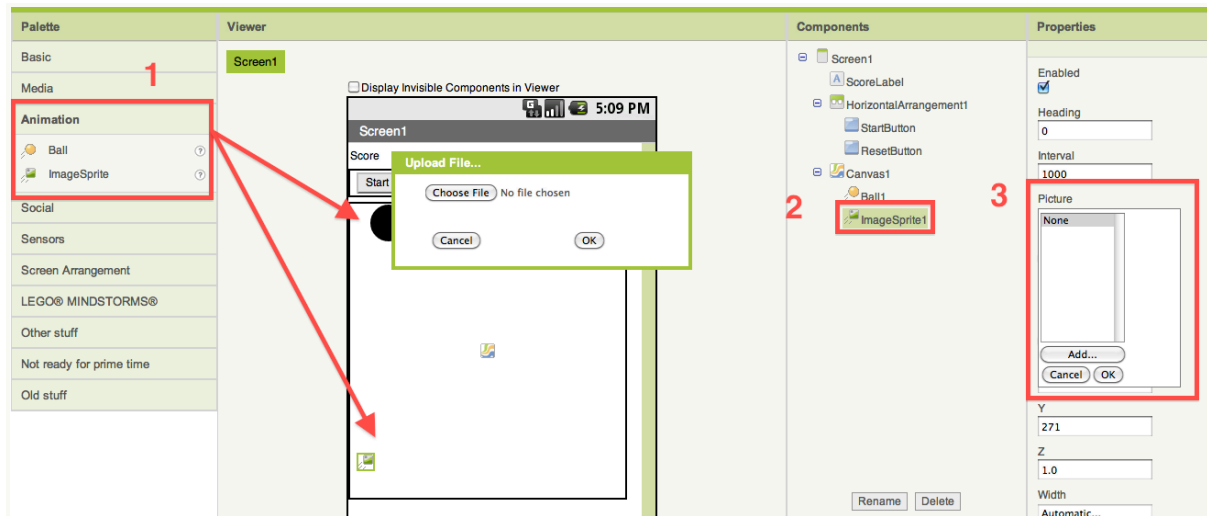 Palette
Basic
Media
1
Animation
Ball
ImageSprite
Social
Sensors
Screen Arrangement
LEGO® MINDSTORMS®
Other stuff
Not ready for prime time
Old stuff
Viewer
Screen1
Display Invisible Components in Viewer
5:09 PM
Screen1
Score
Start
Upload File...
Choose File No file chosen
Cancel OK
Components
Screen1
ScoreLabel
HorizontalArrangement1
StartButton
ResetButton
Canvas1
Ball1
2
ImageSprite1
Rename Delete
Properties
Enabled
Heading
0
Interval
1000
3
Picture
None
Add...
Cancel OK
Y
271
Z
1.0
Width
Automatic...